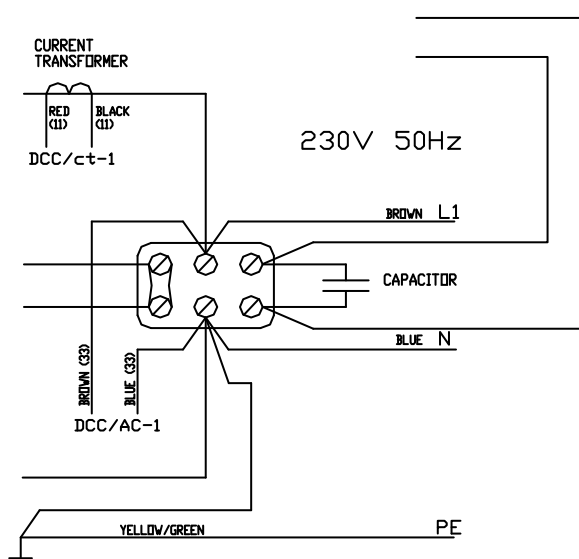 CURRENT
TRANSFORMER
RED
(11)
BLACK
(11)
DCC/ct-1
230V 50Hz
BROWN L1
CAPACITOR
BLUE N
BROWN (33)
BLUE (33)
DCC/AC-1
YELLOW/GREEN PE